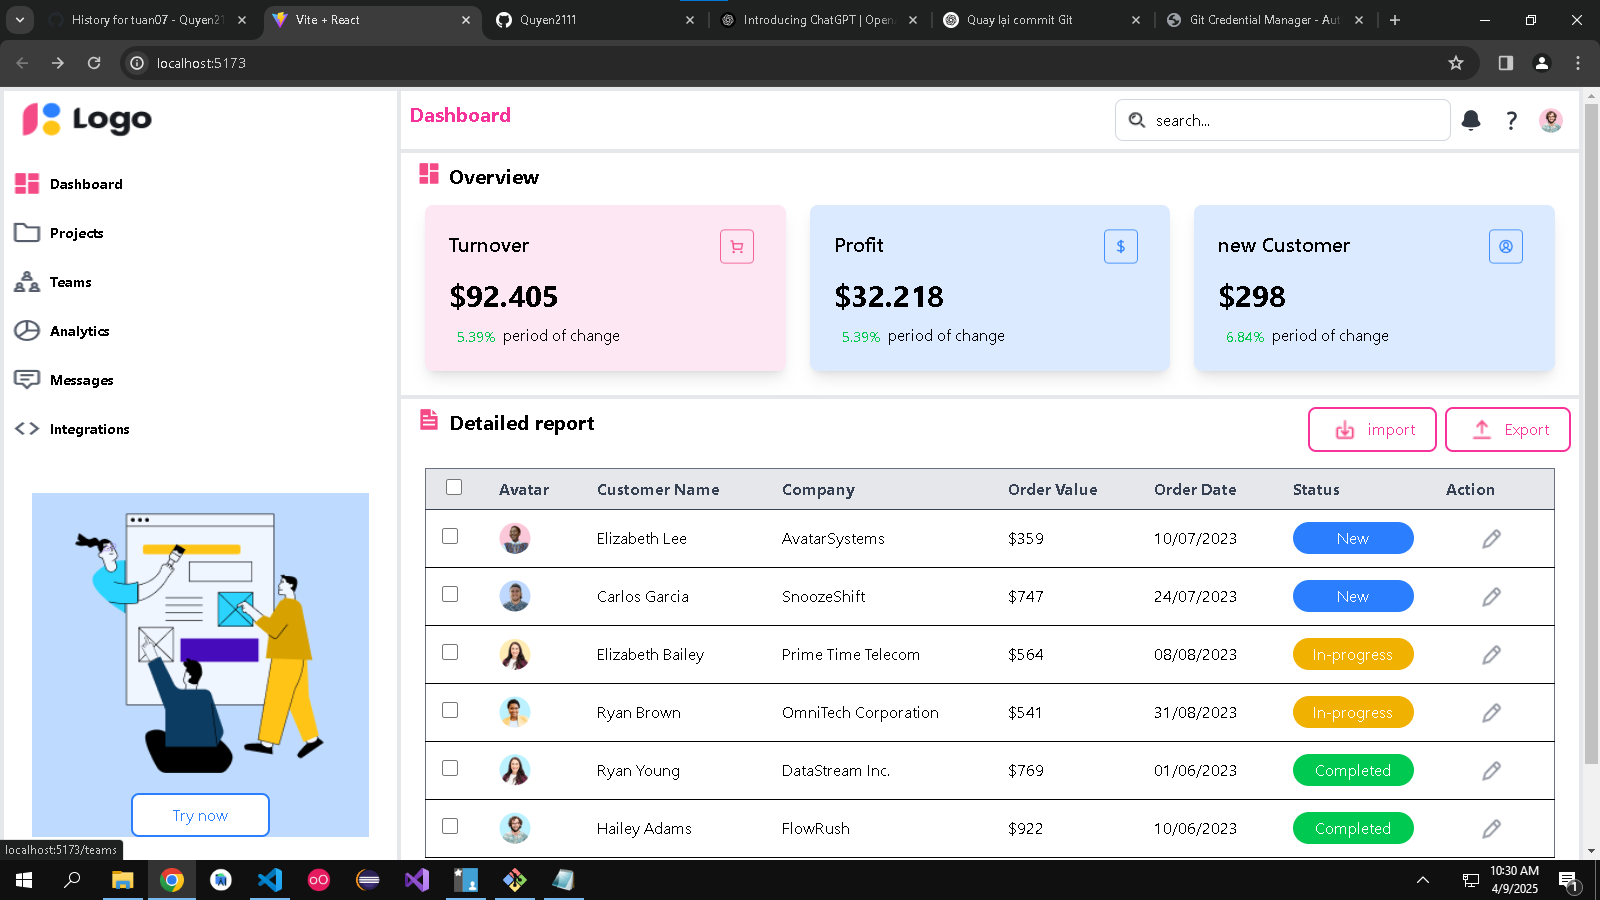 History for tuan07 - Quyen21
Vite + React
Quyen2111
Introducing ChatGPT | Open
Quay lại commit Git
Git Credential Manager - Aut
localhost:5173
Logo
Dashboard
search...
?
Dashboard
Projects
Teams
Analytics
Messages
Integrations
Try now
Overview
Turnover
$92.405
5.39% period of change
Profit
$
$32.218
5.39% period of change
new Customer
$298
6.84% period of change
Detailed report
import
Export
Avatar Customer Name Company Order Value Order Date Status Action
Elizabeth Lee AvatarSystems $359 10/07/2023 New
Carlos Garcia SnoozeShift $747 24/07/2023 New
Elizabeth Bailey Prime Time Telecom $564 08/08/2023 In-progress
Ryan Brown OmniTech Corporation $541 31/08/2023 In-progress
Ryan Young DataStream Inc. $769 01/06/2023 Completed
Hailey Adams FlowRush $922 10/06/2023 Completed
localhost:5173/teams
10:30 AM
4/9/2025
1